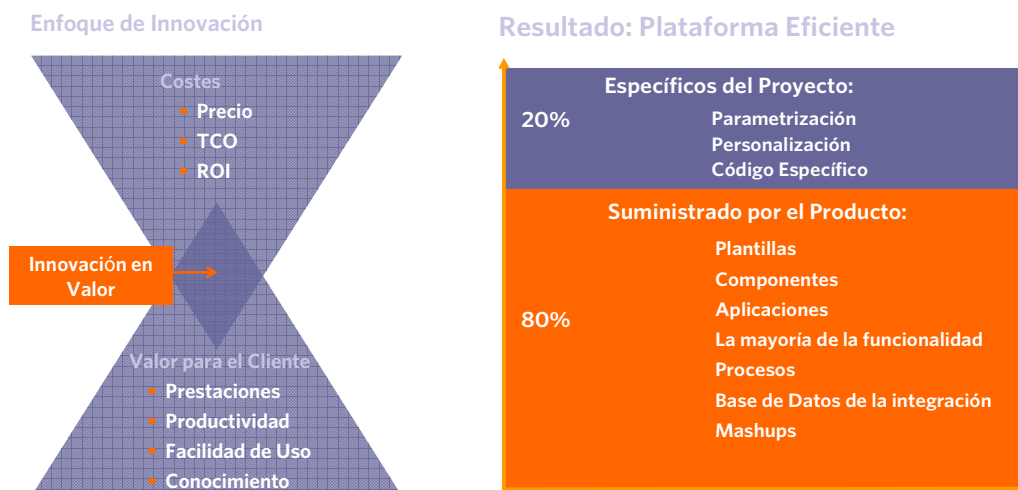 Enfoque de Innovación
Costes
• Precio
• TCO
• ROI
Innovación en
Valor
Valor para el Cliente
• Prestaciones
• Productividad
• Facilidad de Uso
• Conocimiento
Resultado: Plataforma Eficiente
Específicos del Proyecto:
20%
Parametrización
Personalización
Código Específico
Suministrado por el Producto:
80%
Plantillas
Componentes
Aplicaciones
La mayoría de la funcionalidad
Procesos
Base de Datos de la integración
Mashups